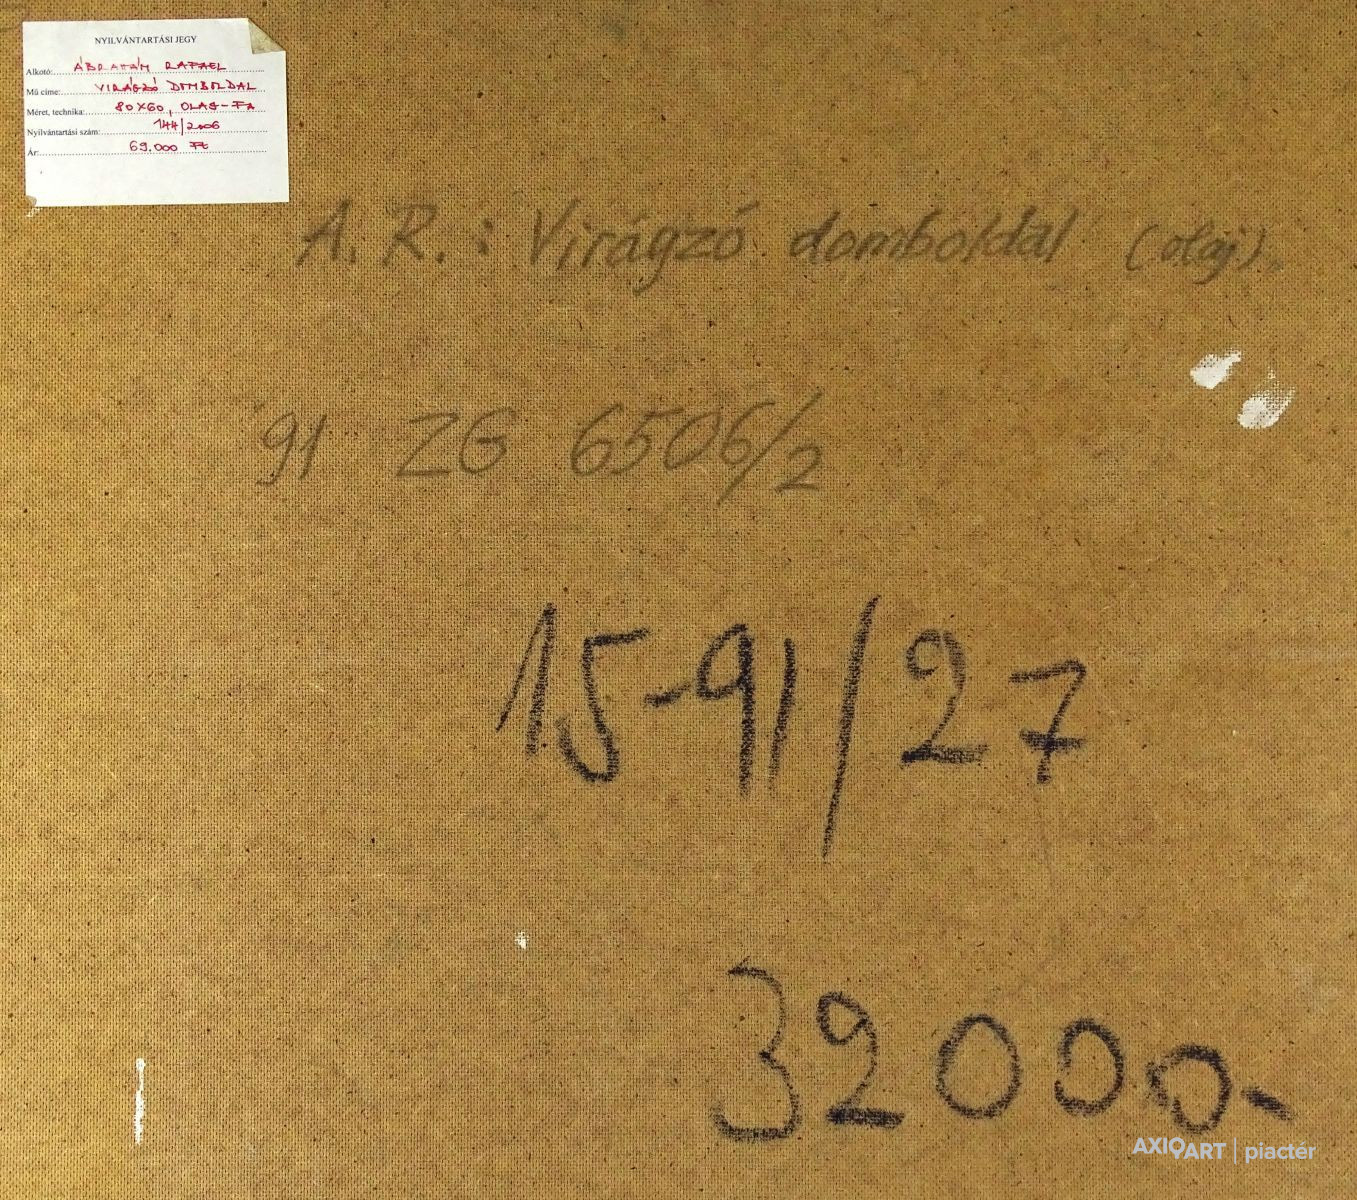 NYILVÁNTARTÁSI JEGY
Alkotó: ÁBRAHÁM RAFAEL
Mű címe: VIRÁGZÓ DOMBOLDAL
Méret, technika: 80X60, OLAJ-FA
Nyilvántartási szám: 144/2006
Ár: 69.000 Ft
A. R. : Virágzó domboldal (olaj)
91 ZG 6506/2
15-91/27
32000-
AXIOART | piactér